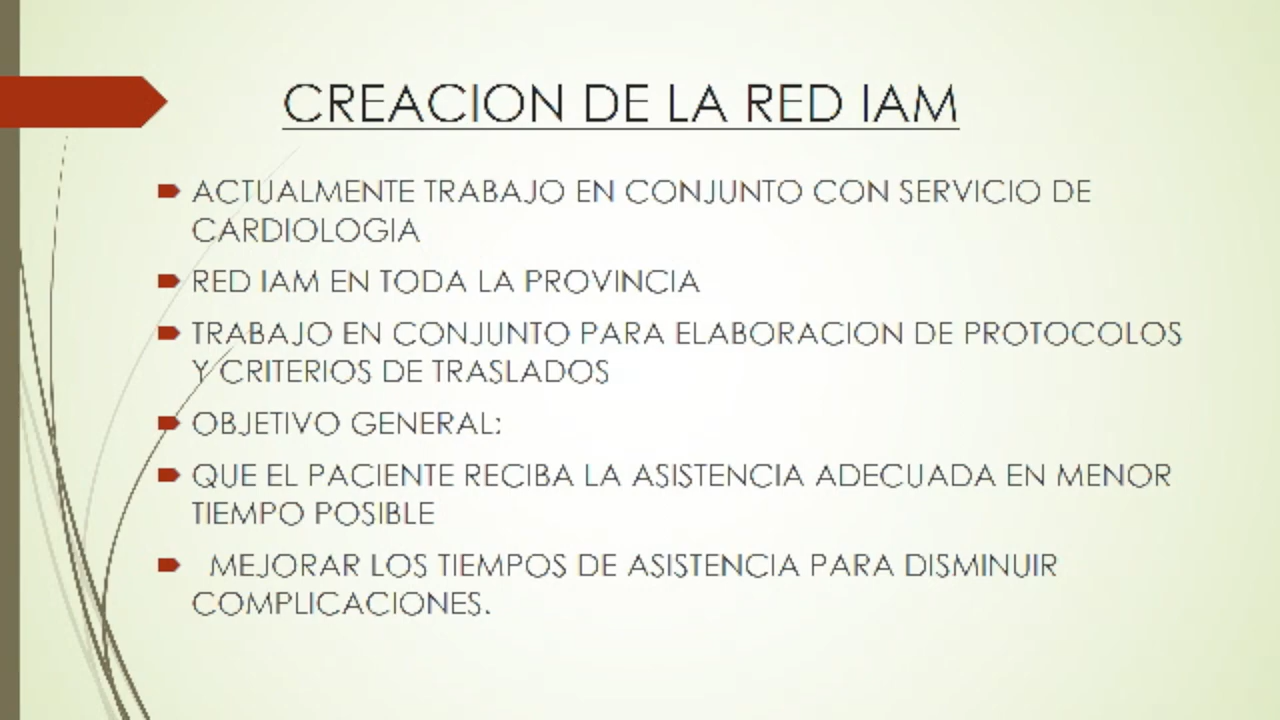 CREACION DE LA RED IAM
ACTUALMENTE TRABAJO EN CONJUNTO CON SERVICIO DE
CARDIOLOGIA
RED IAM EN TODA LA PROVINCIA
TRABAJO EN CONJUNTO PARA ELABORACION DE PROTOCOLOS
Y CRITERIOS DE TRASLADOS
OBJETIVO GENERAL:
QUE EL PACIENTE RECIBA LA ASISTENCIA ADECUADA EN MENOR
TIEMPO POSIBLE
MEJORAR LOS TIEMPOS DE ASISTENCIA PARA DISMINUIR
COMPLICACIONES.